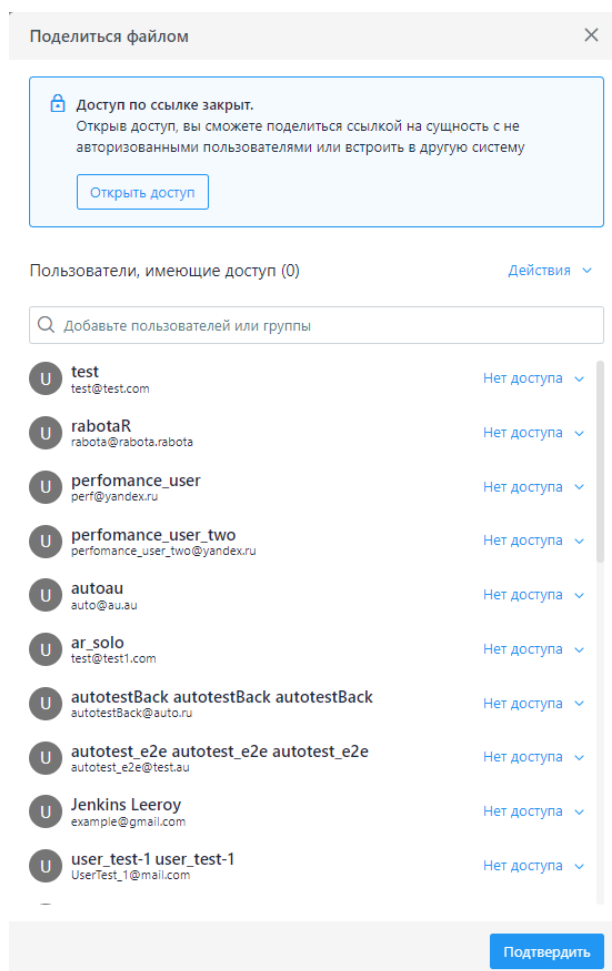 Поделиться файлом
Доступ по ссылке закрыт.
Открыв доступ, вы сможете поделиться ссылкой на сущность с не
авторизованными пользователями или встроить в другую систему
Открыть доступ
Пользователи, имеющие доступ (0)
Действия
Добавьте пользователей или группы
U test Нет доступа
test@test.com
U rabotaR Нет доступа
rabota@rabota.rabota
U perfomance_user Нет доступа
perf@yandex.ru
U perfomance_user_two Нет доступа
perfomance_user_two@yandex.ru
U autoau Нет доступа
auto@au.au
U ar_solo Нет доступа
test@test1.com
U autotestBack autotestBack autotestBack Нет доступа
autotestBack@auto.ru
U autotest_e2e autotest_e2e autotest_e2e Нет доступа
autotest_e2e@test.au
U Jenkins Leeroy Нет доступа
example@gmail.com
U user_test-1 user_test-1 Нет доступа
UserTest_1@mail.com
Подтвердить